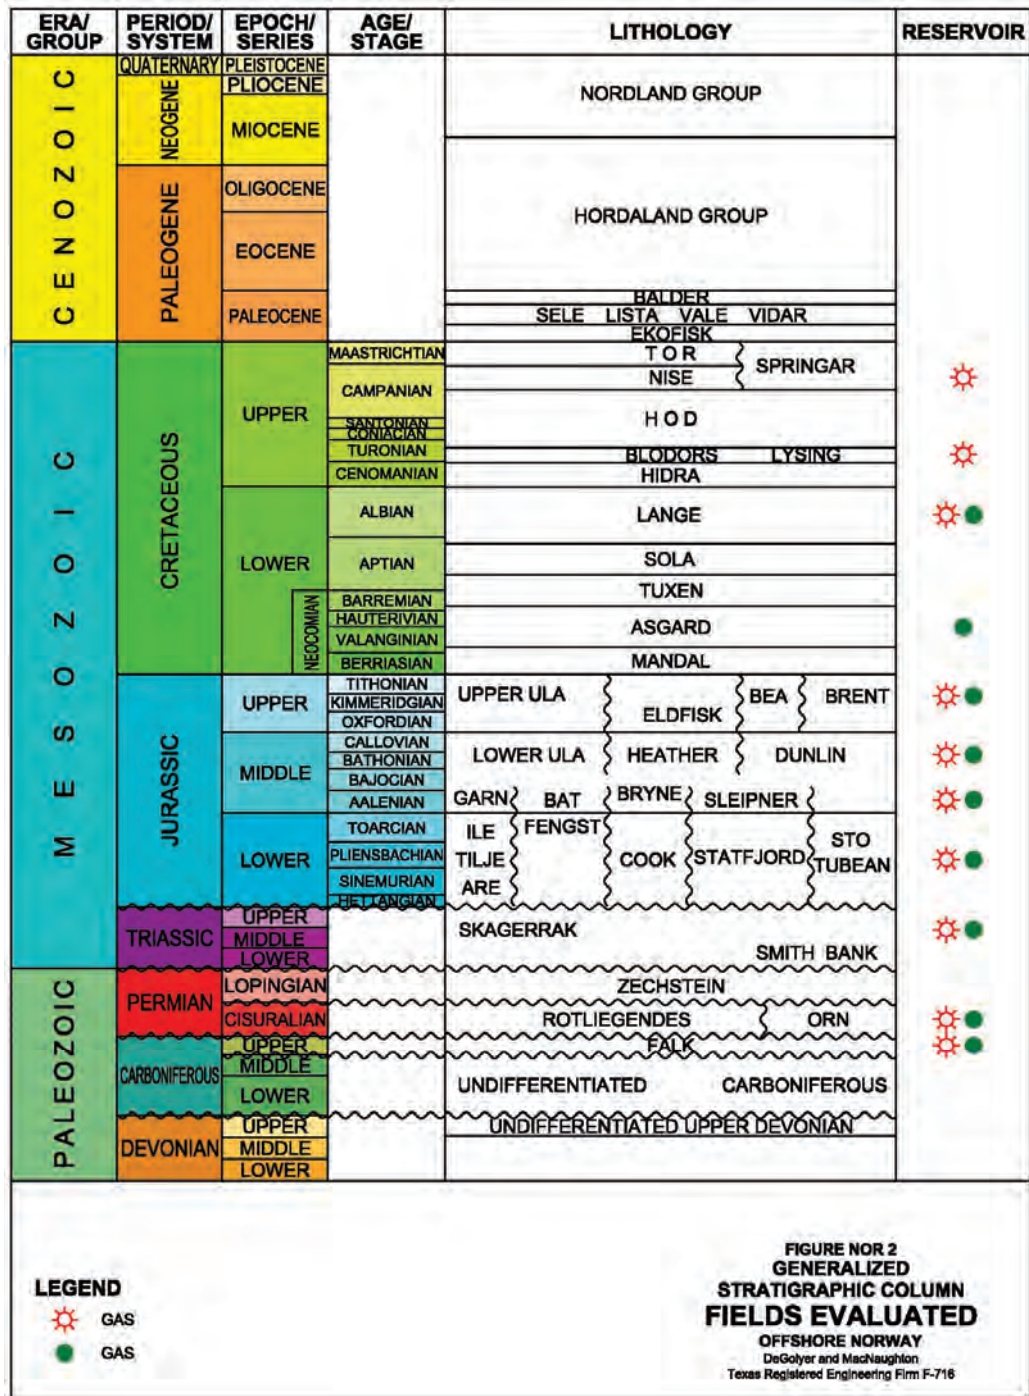 ERA/ GROUP
PERIOD/ SYSTEM
EPOCH/ SERIES
AGE/ STAGE
LITHOLOGY
RESERVOIR
CENOZOIC
QUATERNARY
PLEISTOCENE
NORDLAND GROUP
NEOGENE
PLIOCENE
MIOCENE
PALEOGENE
OLIGOCENE
HORDALAND GROUP
EOCENE
PALEOCENE
BALDER
SELE LISTA VALE VIDAR
EKOFISK
MESOZOIC
CRETACEOUS
UPPER
MAASTRICHTIAN
TOR
SPRINGAR
NISE
CAMPANIAN
HOD
SANTONIAN
CONIACIAN
TURONIAN
BLODORS LYSING
CENOMANIAN
HIDRA
LOWER
ALBIAN
LANGE
APTIAN
SOLA
TUXEN
NEOCOMIAN
BARREMIAN
HAUTERIVIAN
ASGARD
VALANGINIAN
BERRIASIAN
MANDAL
JURASSIC
UPPER
TITHONIAN
KIMMERIDGIAN
OXFORDIAN
UPPER ULA
ELDFISK
BEA
BRENT
MIDDLE
CALLOVIAN
BATHONIAN
BAJOCIAN
AALENIAN
LOWER ULA
HEATHER
DUNLIN
GARN
BAT
BRYNE
SLEIPNER
LOWER
TOARCIAN
PLIENSBACHIAN
SINEMURIAN
HETTANGIAN
ILE
FENGST
TILJE
COOK
STATFJORD
STO
TUBEAN
ARE
TRIASSIC
UPPER
MIDDLE
LOWER
SKAGERRAK
SMITH BANK
PALEOZOIC
PERMIAN
LOPINGIAN
ZECHSTEIN
CISURALIAN
ROTLIEGENDES
ORN
CARBONIFEROUS
UPPER
FALK
MIDDLE
LOWER
UNDIFFERENTIATED CARBONIFEROUS
DEVONIAN
UPPER
UNDIFFERENTIATED UPPER DEVONIAN
MIDDLE
LOWER
LEGEND
GAS
GAS
FIGURE NOR 2
GENERALIZED
STRATIGRAPHIC COLUMN
FIELDS EVALUATED
OFFSHORE NORWAY
DeGolyer and MacNaughton
Texas Registered Engineering Firm F-716